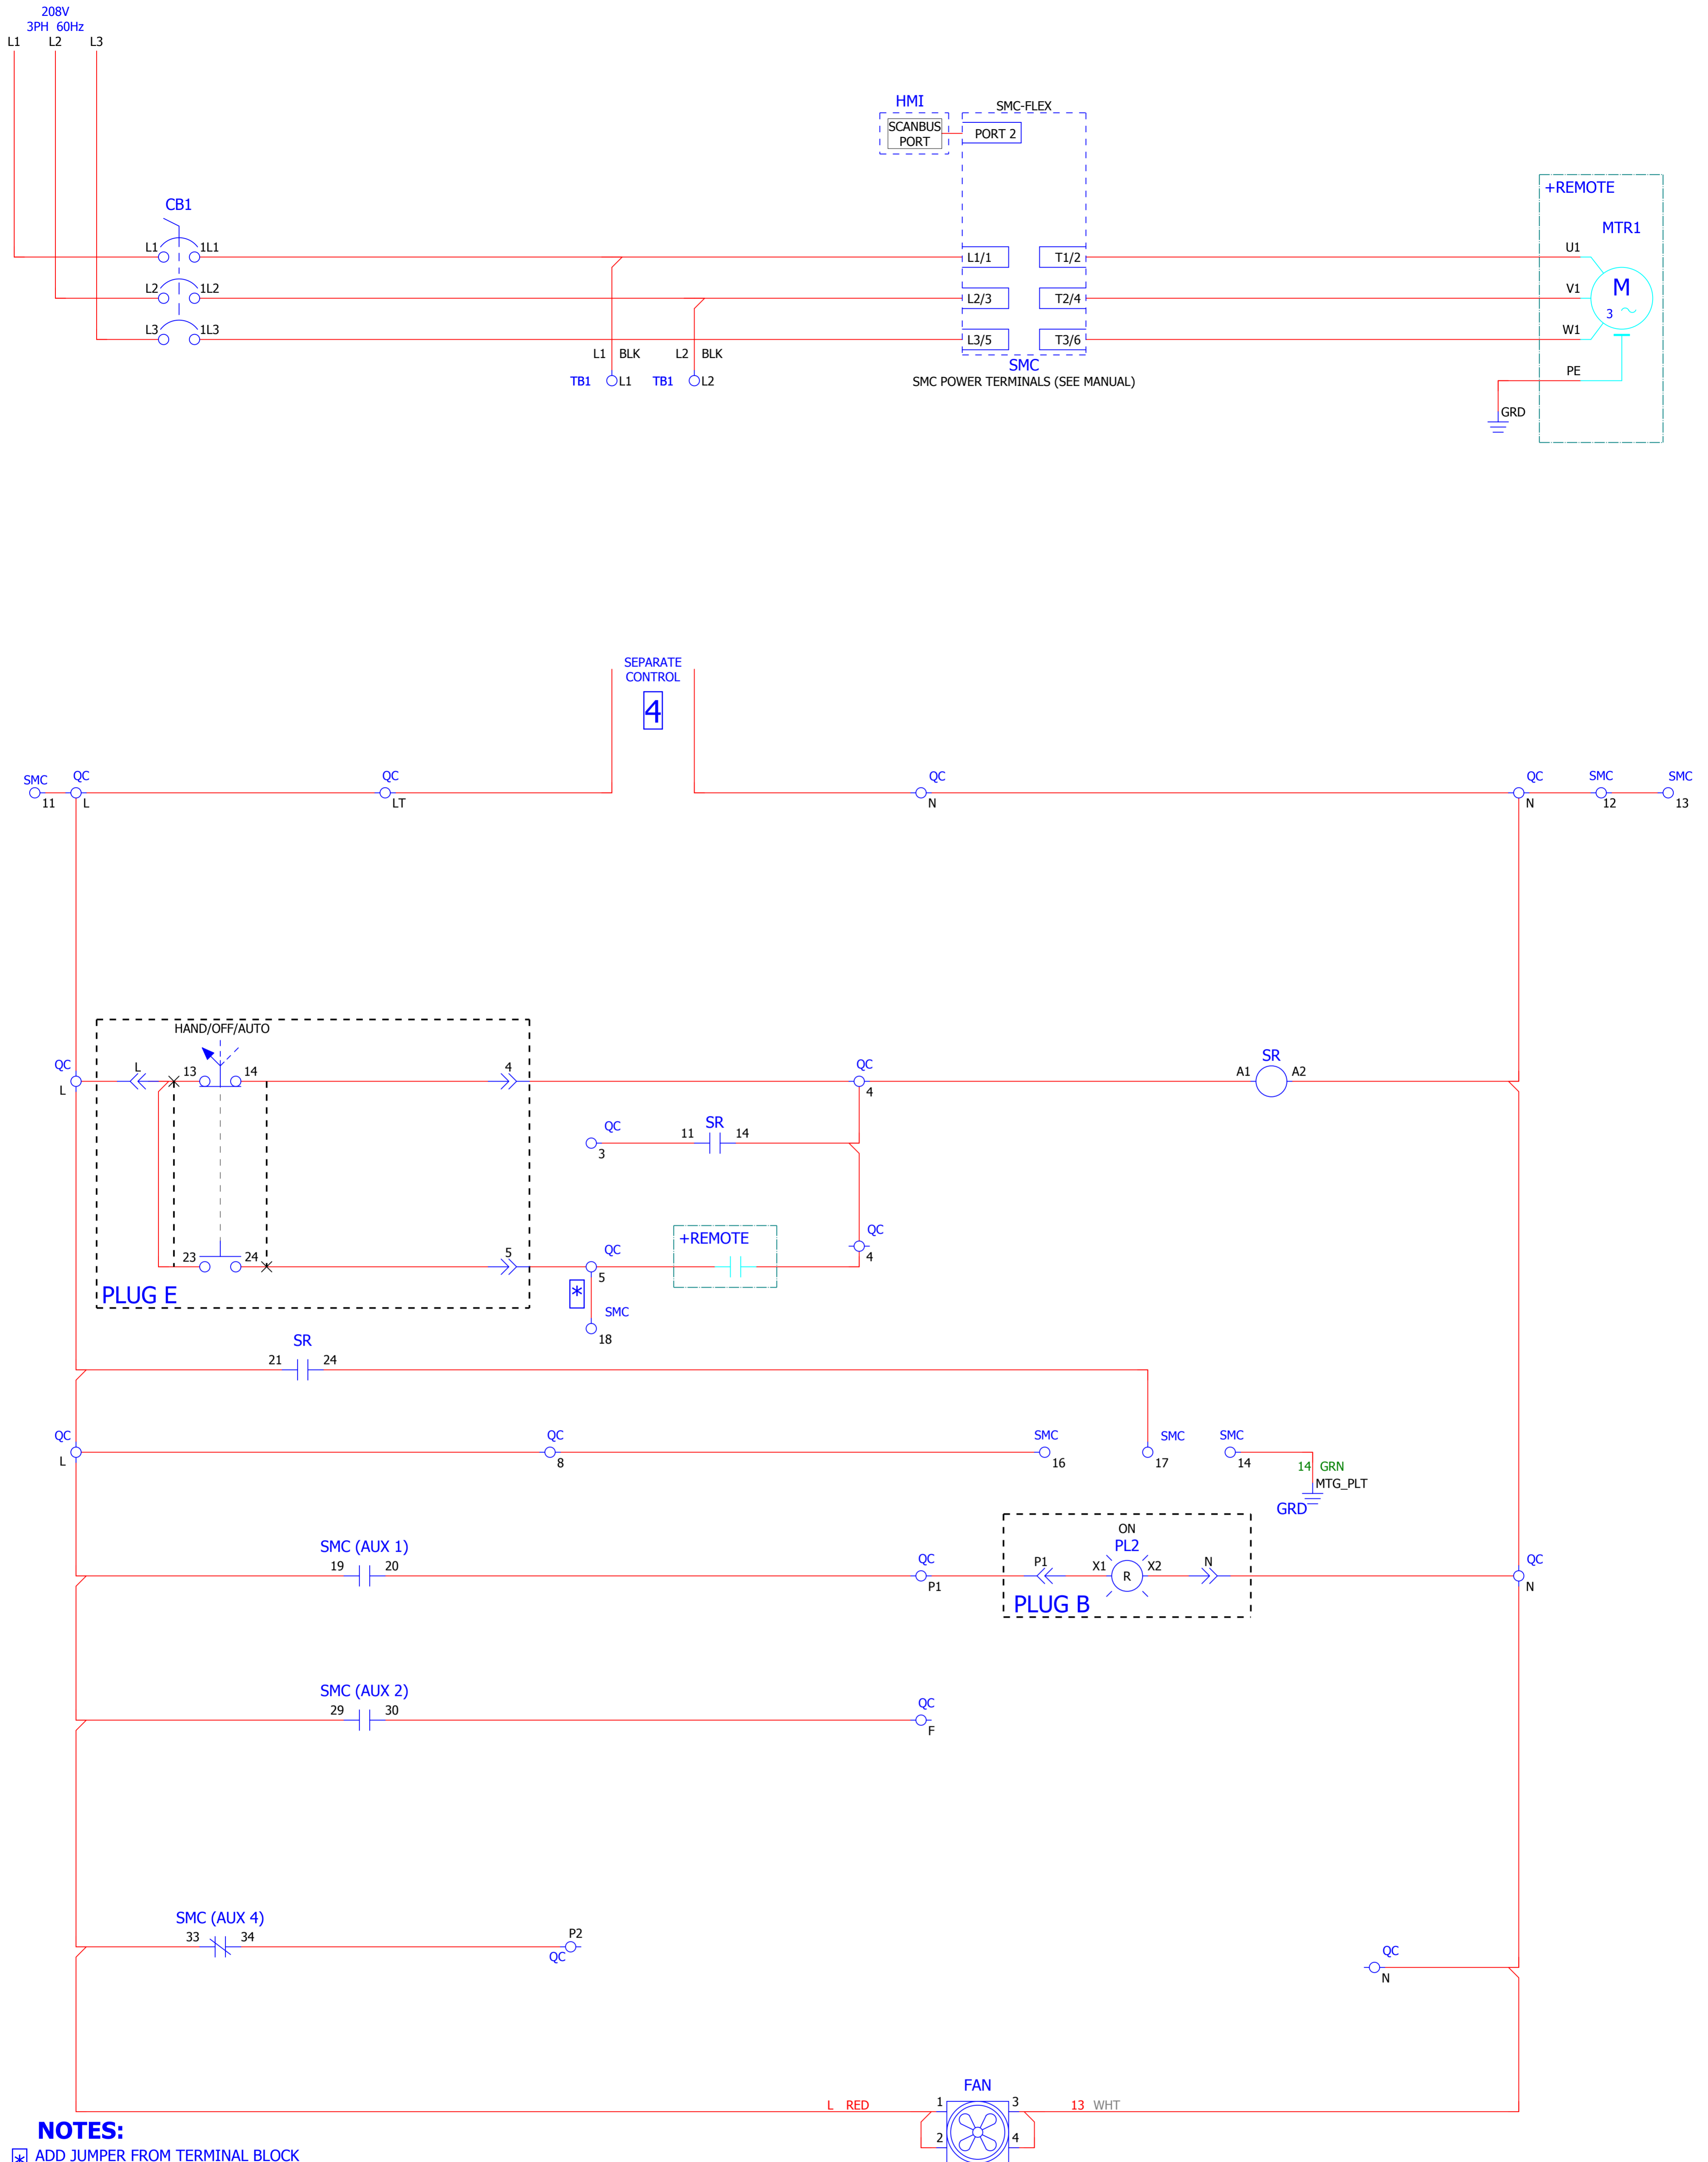 208V
3PH 60Hz
L1 L2 L3
HMI
SCANBUS
PORT
SMC-FLEX
PORT 2
+REMOTE
MTR1
CB1
L1 1L1
L1/1 T1/2
U1
L2 1L2
L2/3 T2/4
V1
M
3
L3 1L3
L3/5 T3/6
W1
L1 BLK L2 BLK
TB1 L1 TB1 L2
SMC
SMC POWER TERMINALS (SEE MANUAL)
PE
GRD
SEPARATE
CONTROL
4
SMC QC QC QC QC SMC SMC
11 L LT N N 12 13
HAND/OFF/AUTO
QC L 13 14 4 QC SR
L 4 A1 A2
QC SR
3 11 14
QC
4
+REMOTE
23 24 5 QC
5
PLUG E
*
SMC
18
SR
21 24
QC QC SMC SMC SMC
L 8 16 17 14
14 GRN
MTG_PLT
GRD
ON
PL2
SMC (AUX 1)
19 20
QC
P1
P1 X1 R X2 N
QC
N
PLUG B
SMC (AUX 2)
29 30
QC
F
SMC (AUX 4)
33 34
P2
QC
QC
N
FAN
L RED 1 3 13 WHT
2 4
NOTES:
* ADD JUMPER FROM TERMINAL BLOCK